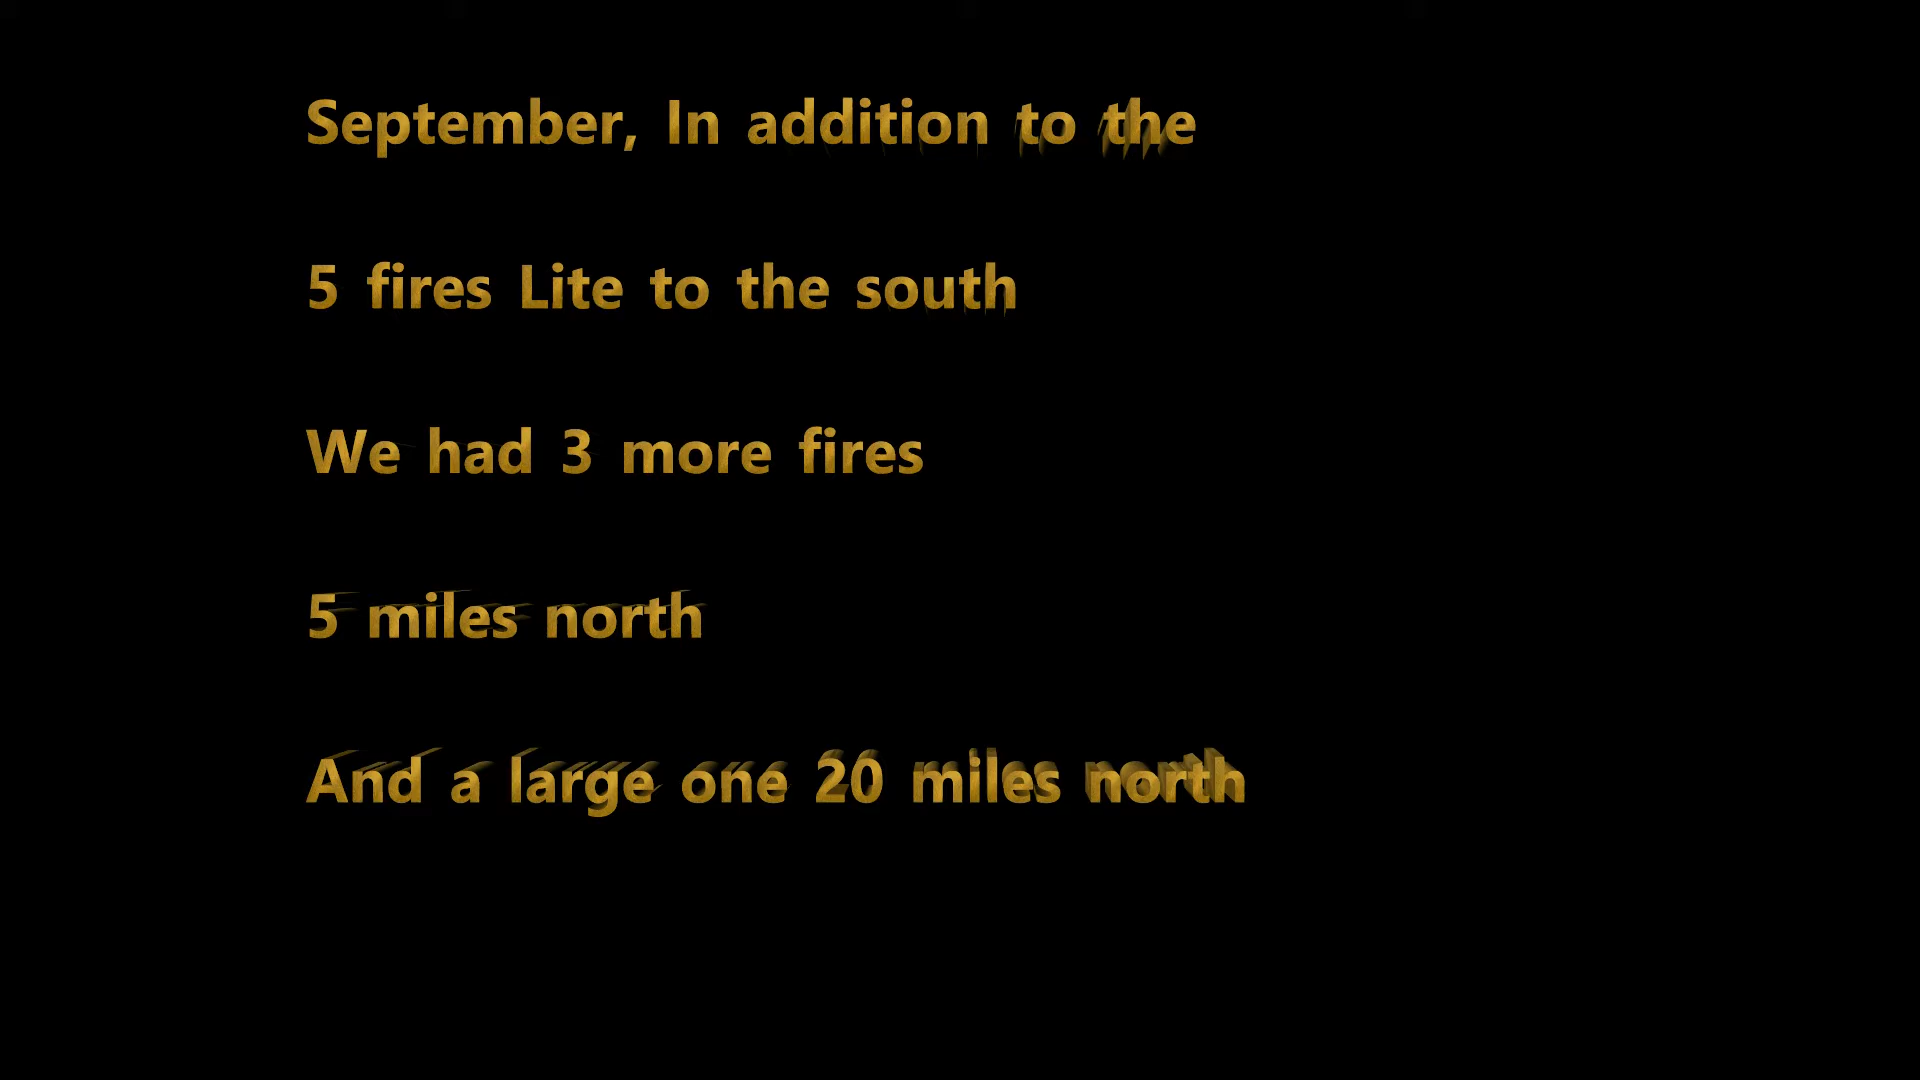 September, In addition to the
5 fires Lite to the south
We had 3 more fires
5 miles north
And a large one 20 miles north